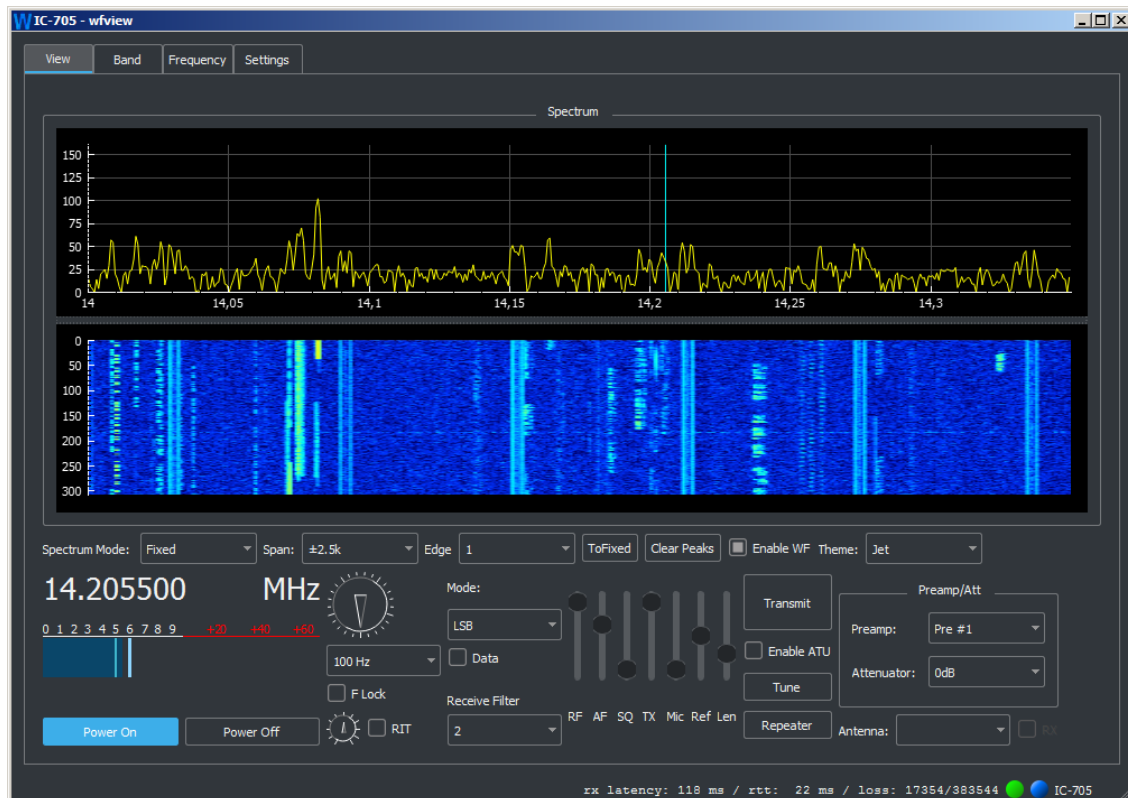 IC-705 - wfview
View Band Frequency Settings
Spectrum
150
125
100
75
50
25
0
14 14,05 14,1 14,15 14,2 14,25 14,3
0
50
100
150
200
250
300
Spectrum Mode: Fixed Span: ±2.5k Edge 1 ToFixed Clear Peaks Enable WF Theme: Jet
14.205500 MHz
0 1 2 3 4 5 6 7 8 9 +20 +40 +60
100 Hz
F Lock
RIT
Power On Power Off
Mode:
LSB
Data
Receive Filter
2
RF AF SQ TX Mic Ref Len
Transmit
Enable ATU
Tune
Repeater
Preamp/Att
Preamp: Pre #1
Attenuator: 0dB
Antenna: RX
rx latency: 118 ms / rtt: 22 ms / loss: 17354/383544 IC-705